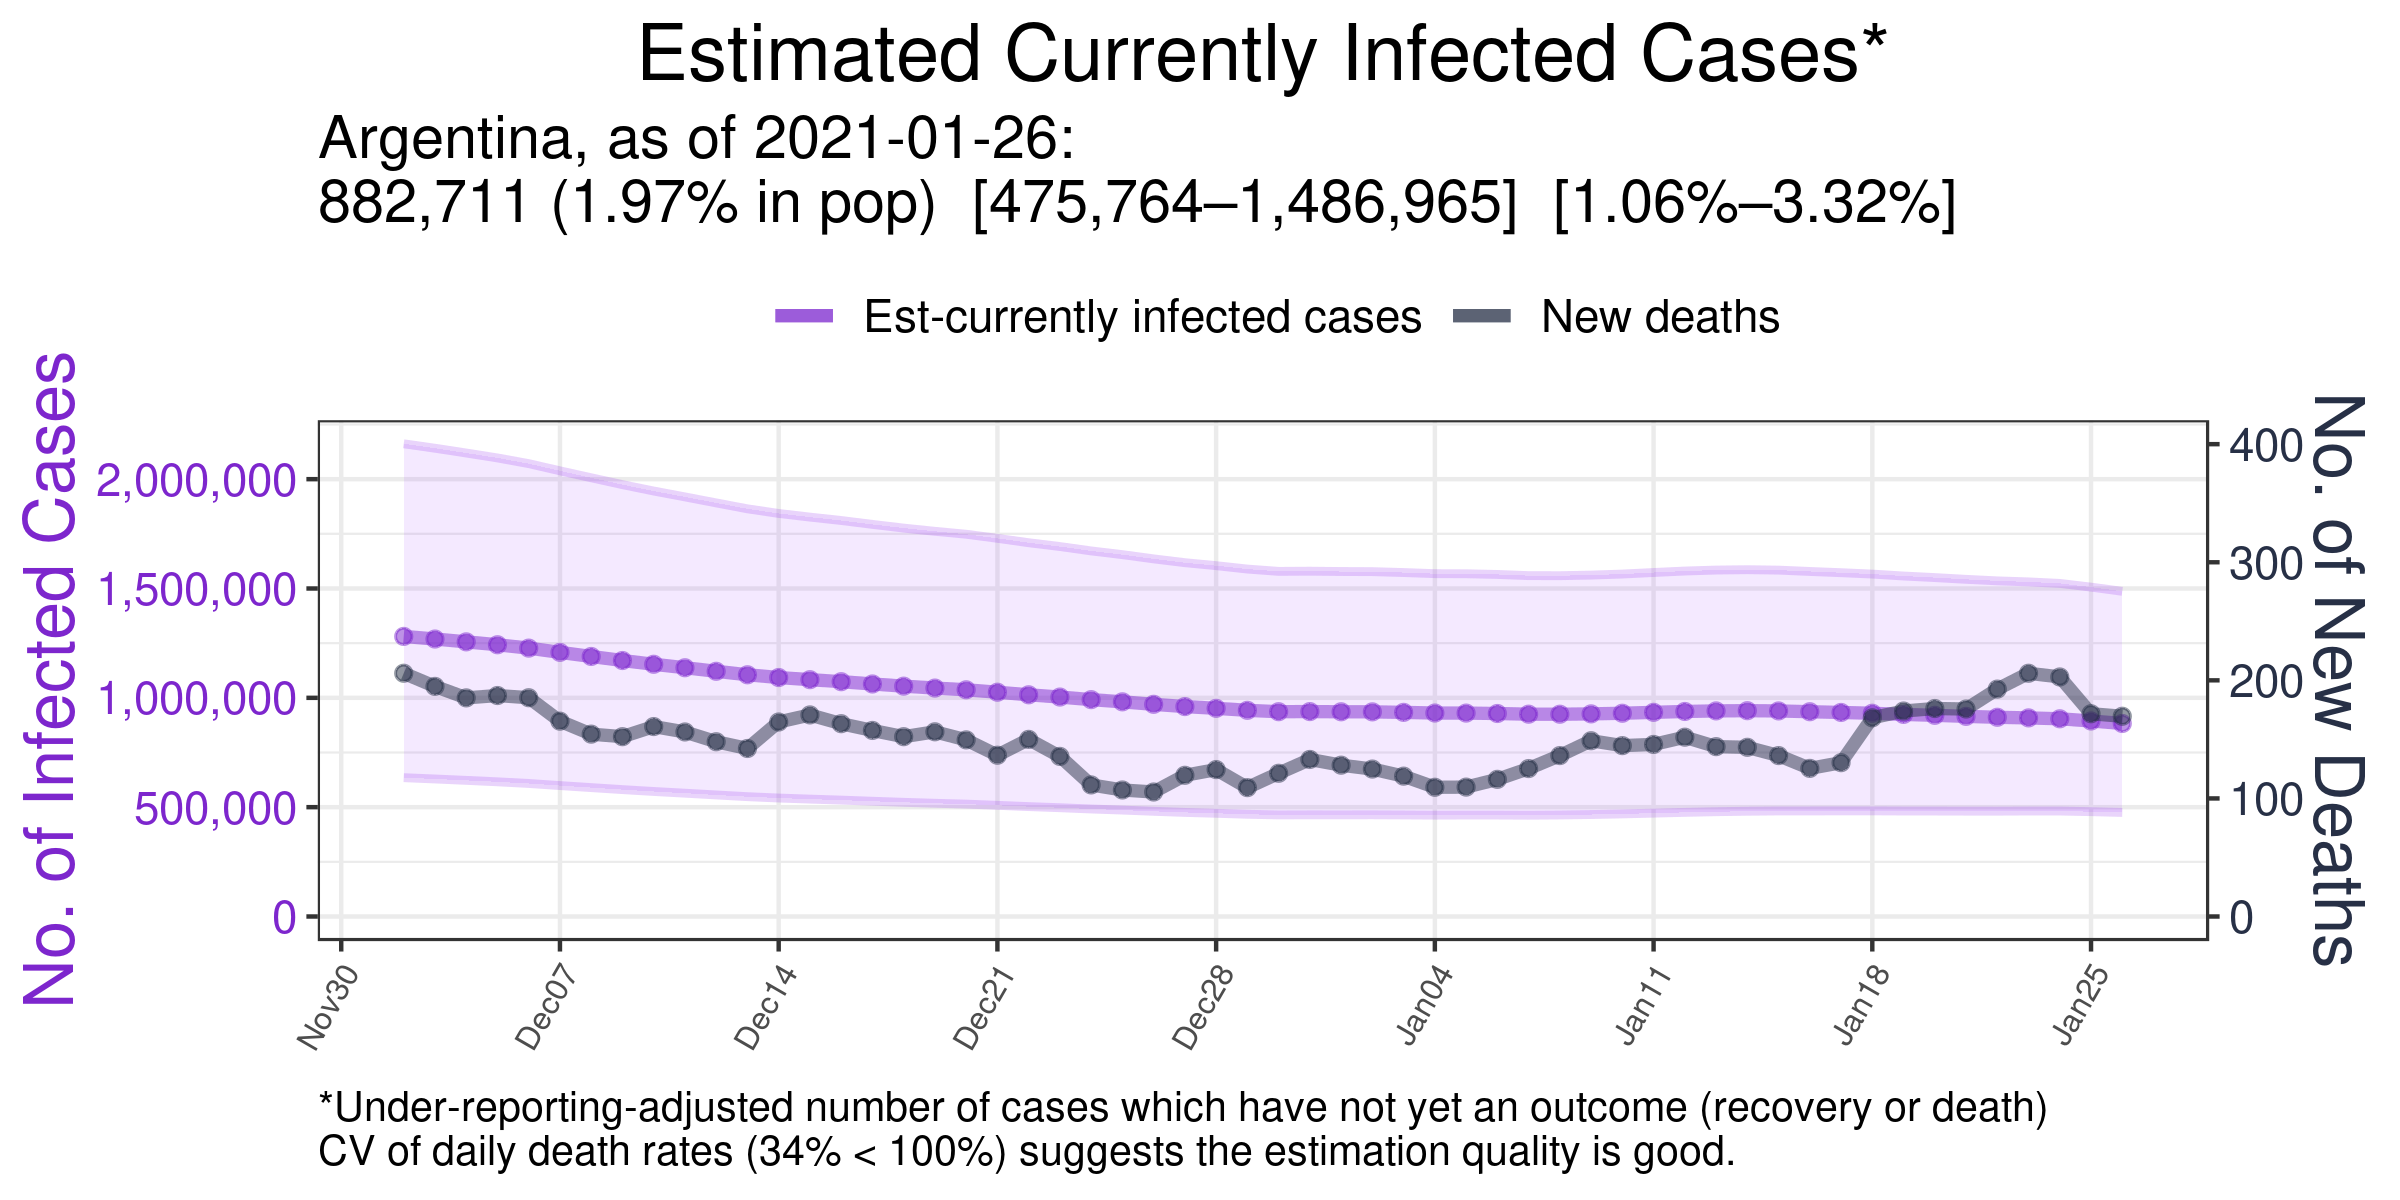 Estimated Currently Infected Cases*
Argentina, as of 2021-01-26:
882,711 (1.97% in pop)  [475,764–1,486,965]  [1.06%–3.32%]
Est-currently infected cases
New deaths
No. of Infected Cases
2,000,000
1,500,000
1,000,000
500,000
0
400
300
200
100
0
No. of New Deaths
Nov30
Dec07
Dec14
Dec21
Dec28
Jan04
Jan11
Jan18
Jan25
*Under-reporting-adjusted number of cases which have not yet an outcome (recovery or death)
CV of daily death rates (34% < 100%) suggests the estimation quality is good.